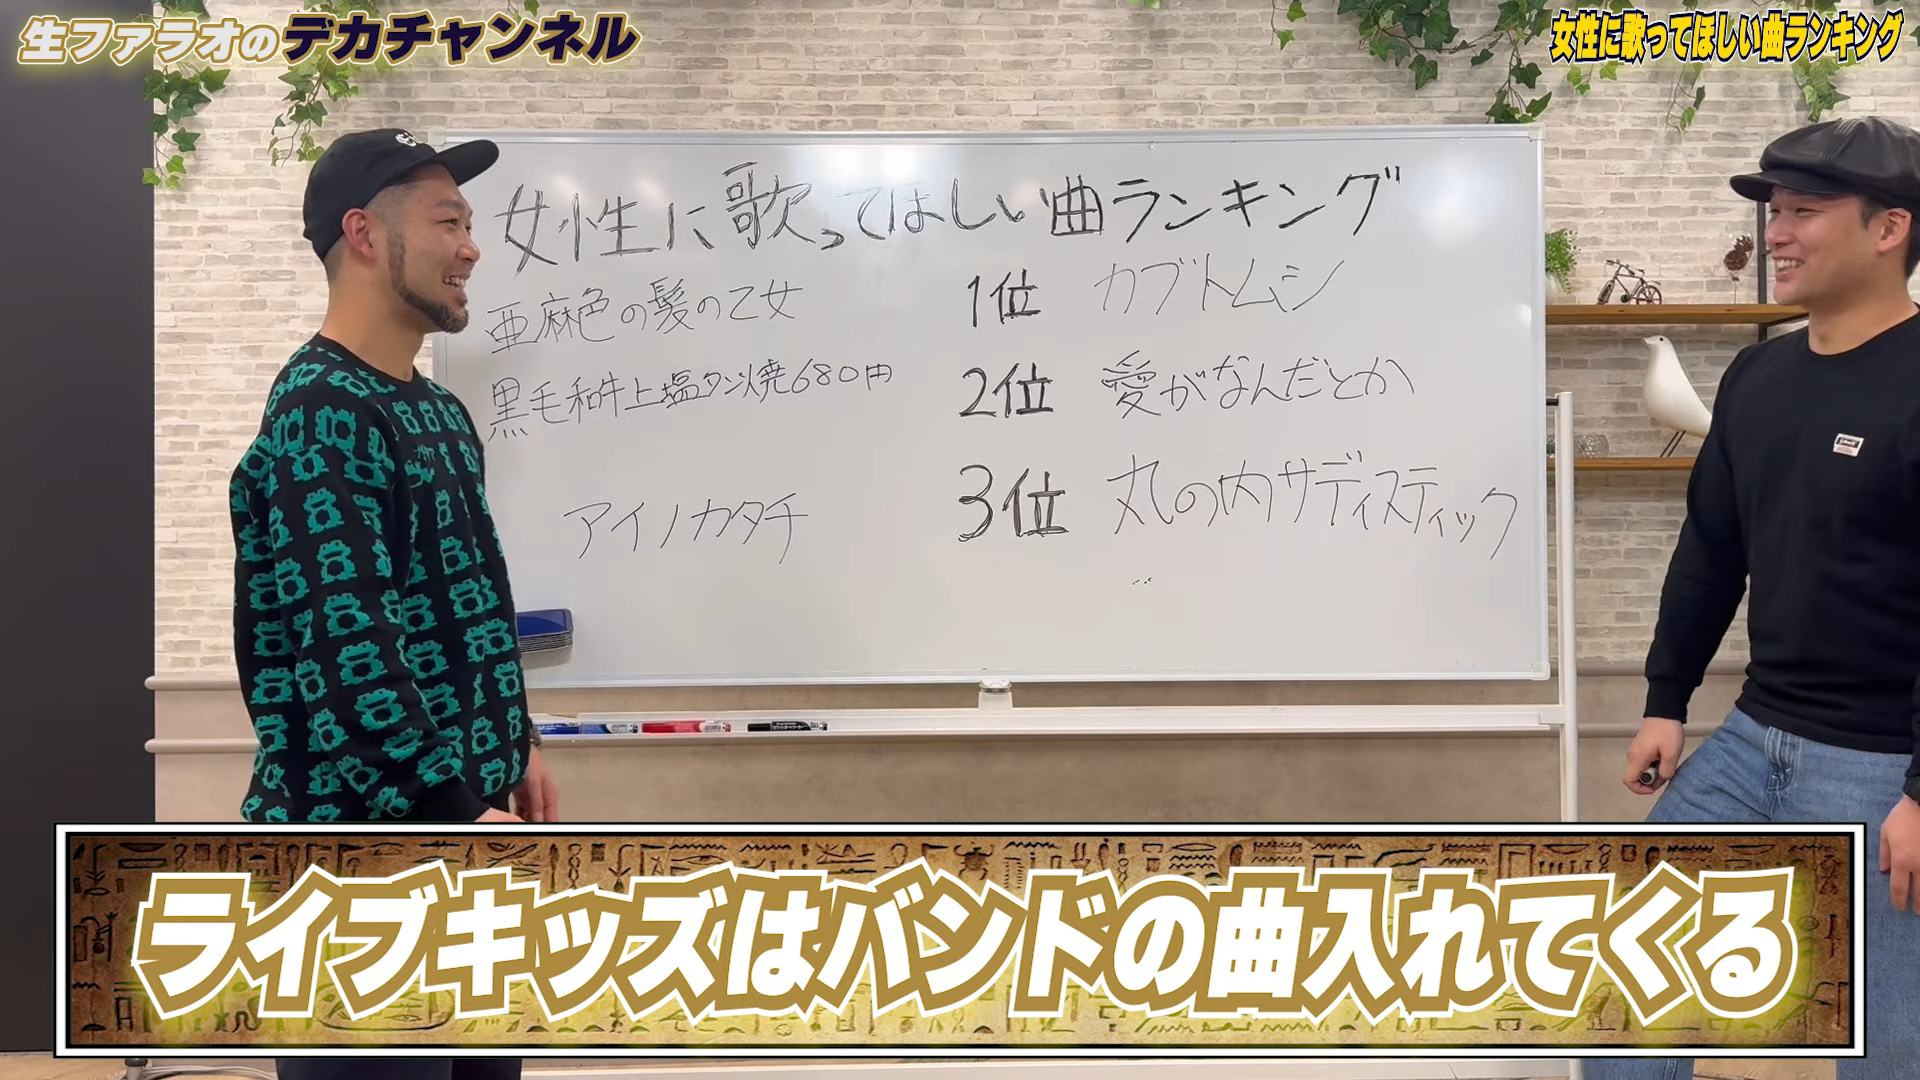 生ファラオのデカチャンネル
女性に歌ってほしい曲ランキング
女性に歌ってほしい曲ランキング
亜麻色の髪の乙女
黒毛和牛上塩タン焼680円
アイノカタチ
1位 カブトムシ
2位 愛がなんだとか
3位 丸の内サディスティック
ライブキッズはバンドの曲入れてくる